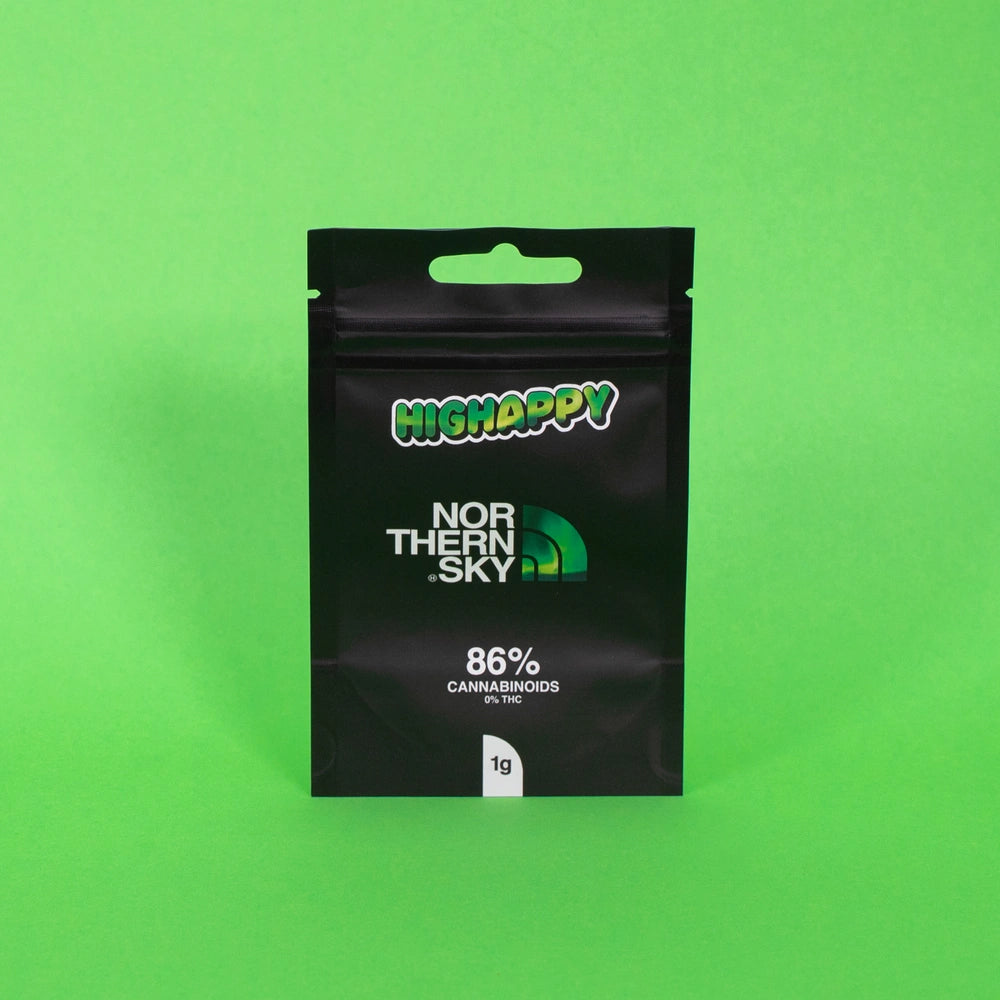 HIGHAPPY
NOR
THERN
Ⓗ SKY
86%
CANNABINOIDS
0% THC
1g